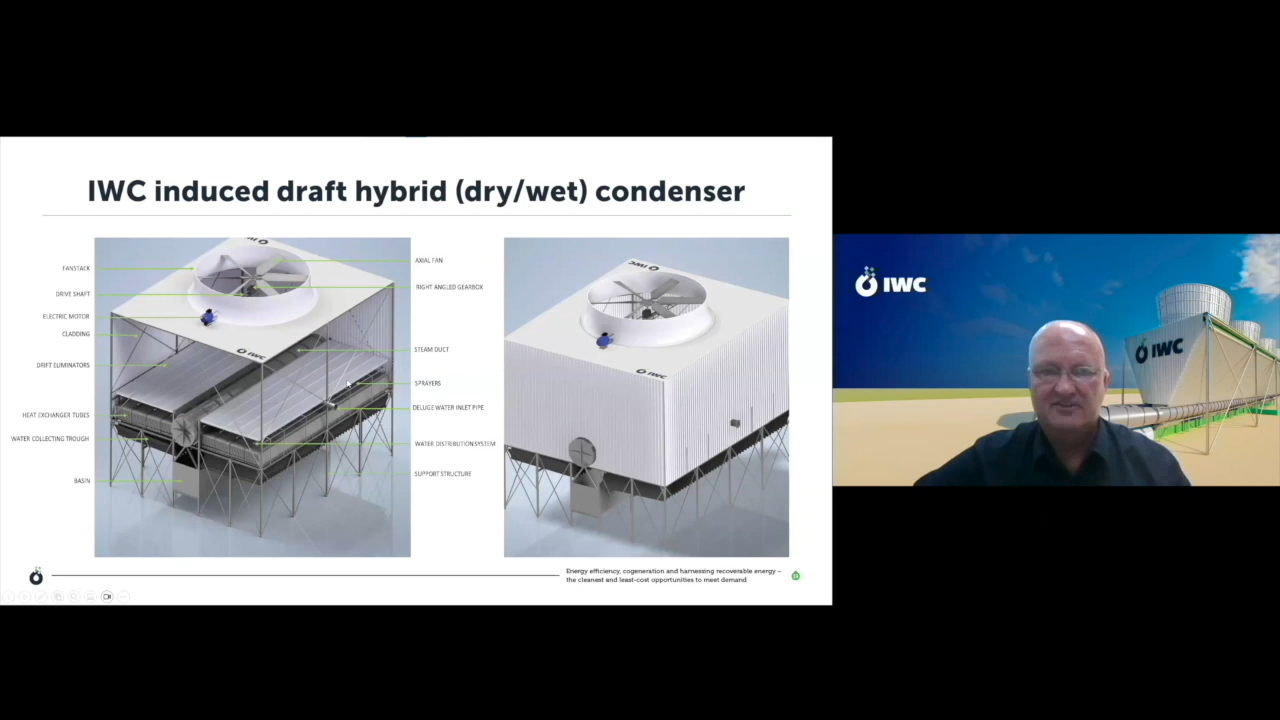 IWC induced draft hybrid (dry/wet) condenser
FANSTACK
DRIVE SHAFT
ELECTRIC MOTOR
CLADDING
DRIFT ELIMINATORS
HEAT EXCHANGER TUBES
WATER COLLECTING TROUGH
BASIN
IWC
AXIAL FAN
RIGHT ANGLED GEARBOX
STEAM DUCT
SPRAYERS
DELUGE WATER INLET PIPE
WATER DISTRIBUTION SYSTEM
SUPPORT STRUCTURE
IWC
IWC
Energy efficiency, cogeneration and harnessing recoverable energy –
the cleanest and least-cost opportunities to meet demand
IWC
IWC